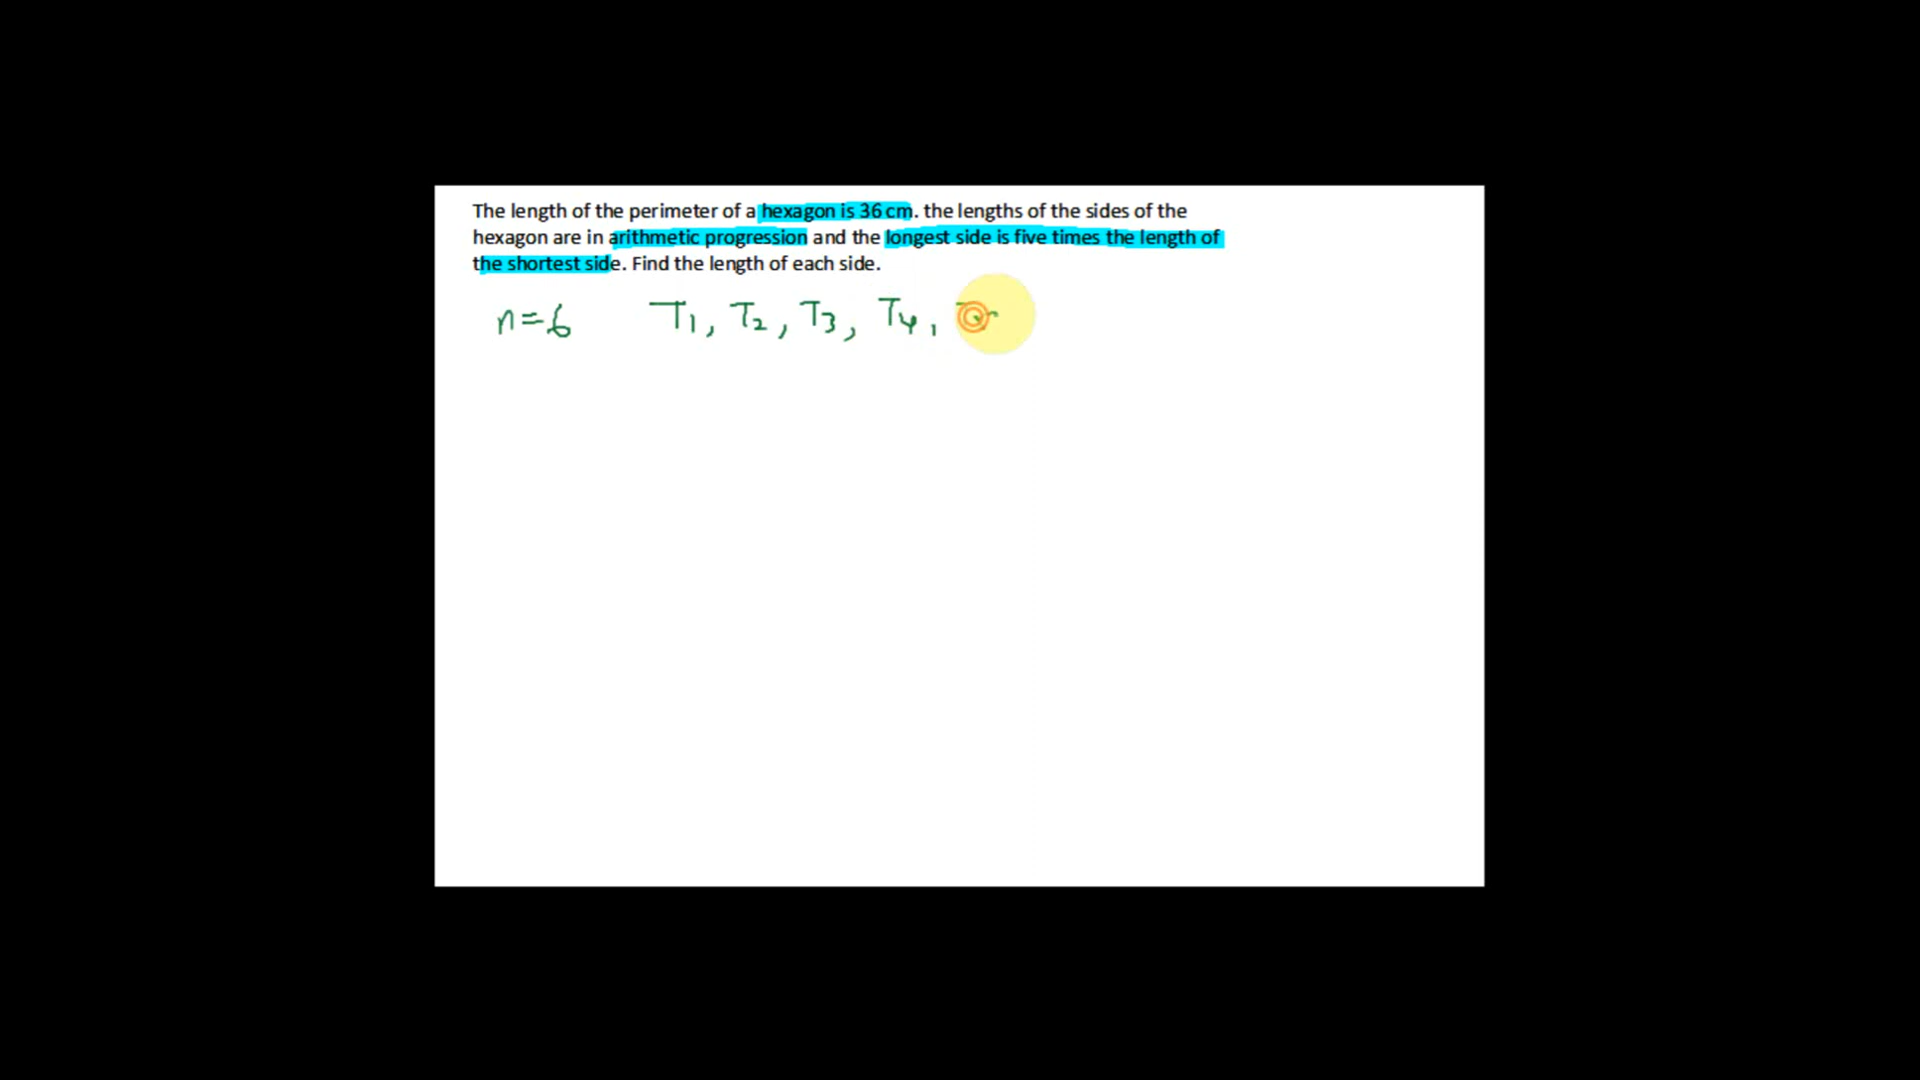 The length of the perimeter of a hexagon is 36 cm. the lengths of the sides of the
hexagon are in arithmetic progression and the longest side is five times the length of
the shortest side. Find the length of each side.
n=6 T₁, T₂, T₃, T₄,